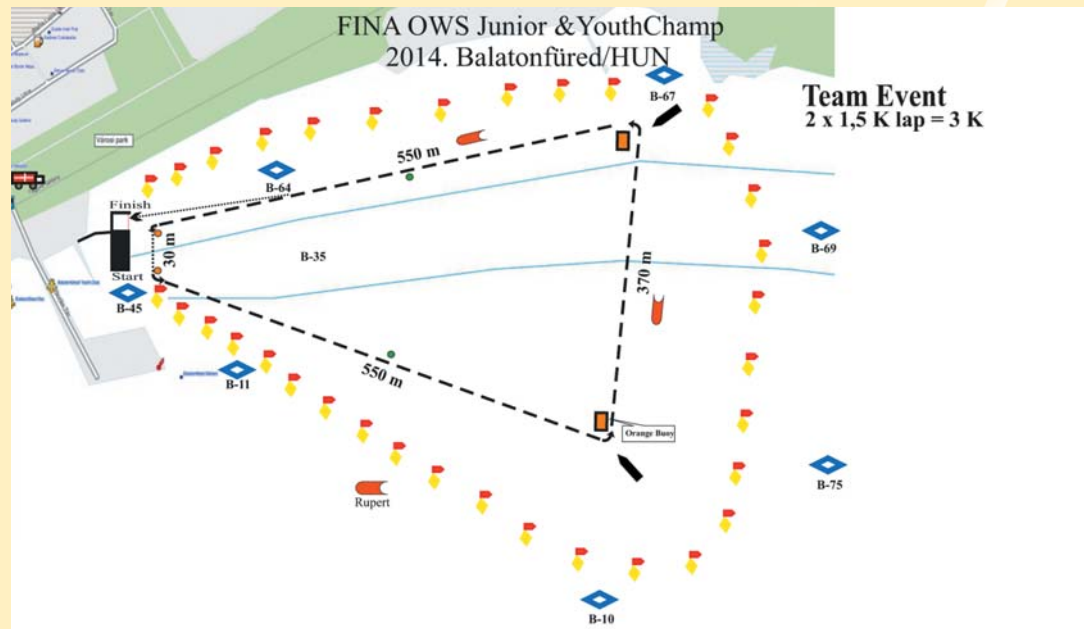 FINA OWS Junior &YouthChamp
2014. Balatonfüred/HUN
Team Event
2 x 1,5 K lap = 3 K
B-67
Városi park
550 m
B-64
Finish
30 m
B-35
B-69
Start
B-45
370 m
B-11
550 m
Orange Buoy
B-75
Rupert
B-10